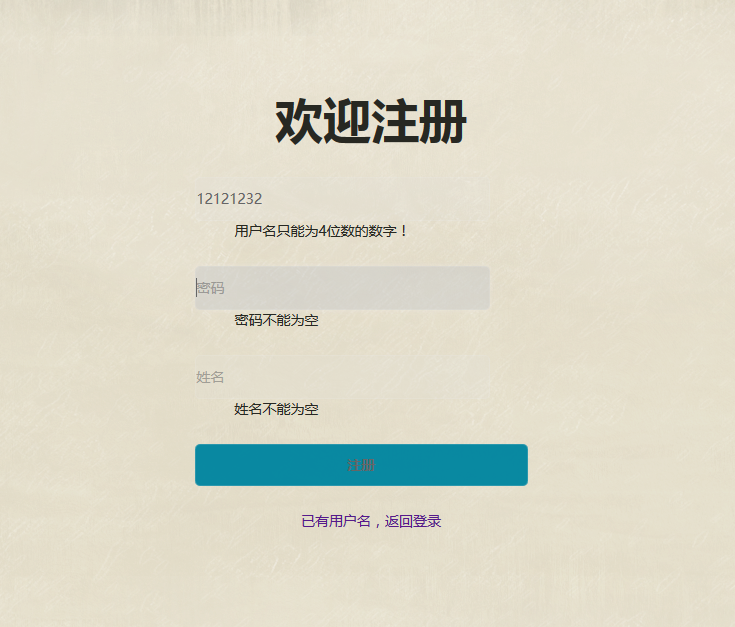 欢迎注册
12121232
用户名只能为4位数的数字！
密码
密码不能为空
姓名
姓名不能为空
注册
已有用户名，返回登录